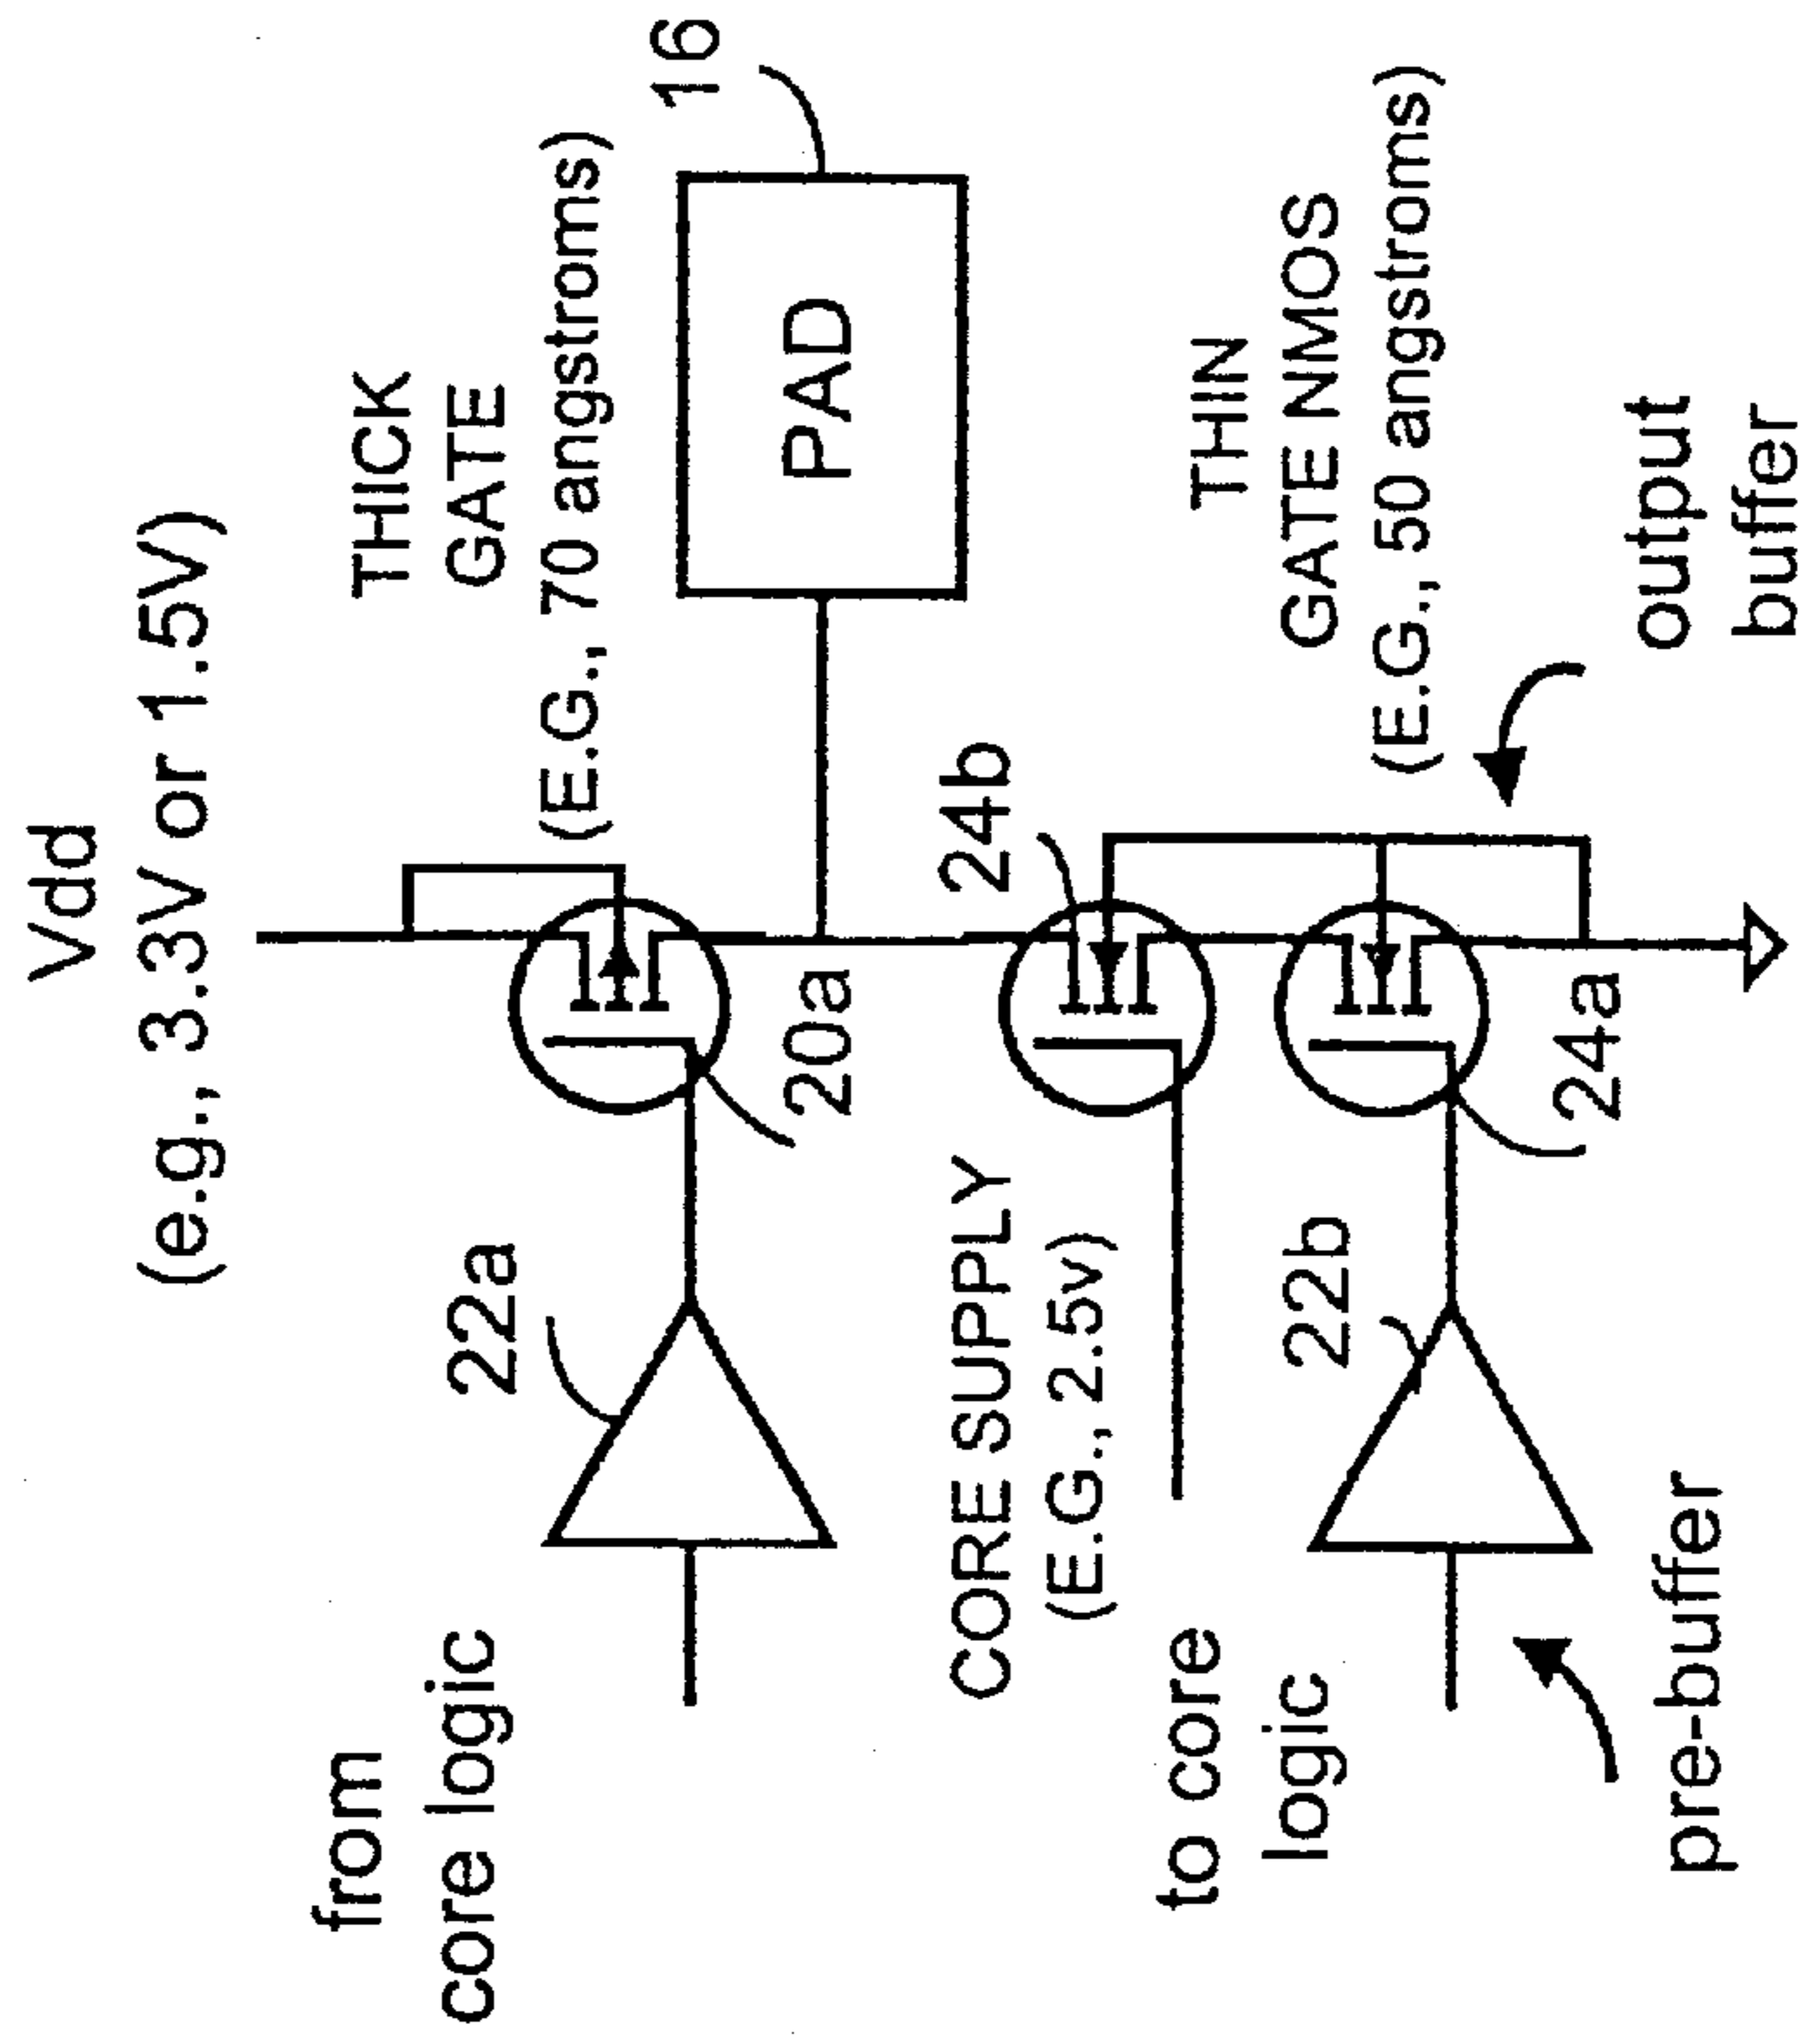 Vdd
(e.g., 3.3V or 1.5V)
THICK
GATE
(E.G., 70 angstroms)
16
PAD
from
core logic
22a
20a
24b
CORE SUPPLY
(E.G., 2.5v)
THIN
GATE NMOS
(E.G., 50 angstroms)
to core
logic
22b
24a
output
buffer
pre-buffer